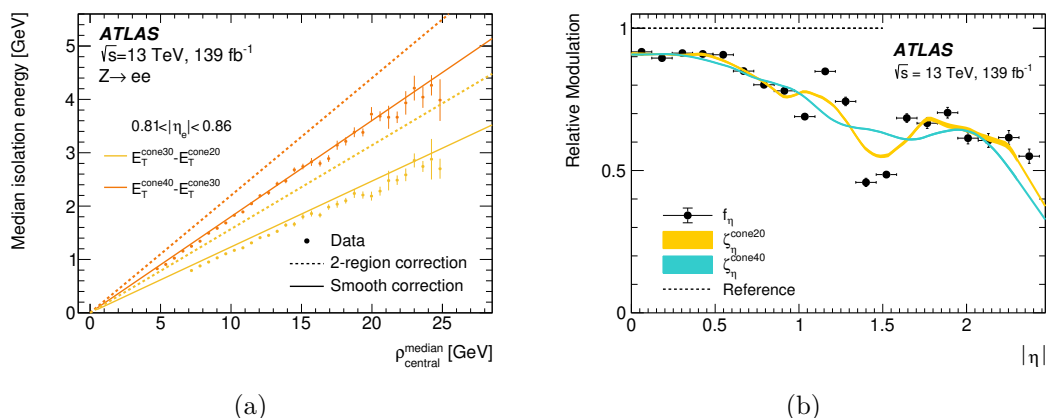 Median isolation energy [GeV]
5
4
3
2
1
0
ATLAS
√s=13 TeV, 139 fb⁻¹
Z→ ee
0.81<|ηₑ|< 0.86
E_T^cone30-E_T^cone20
E_T^cone40-E_T^cone30
Data
2-region correction
Smooth correction
0 5 10 15 20 25
ρ_central^median [GeV]
(a)
Relative Modulation
1
0.5
0
ATLAS
√s = 13 TeV, 139 fb⁻¹
f_η
ζ_η^cone20
ζ_η^cone40
Reference
0 0.5 1 1.5 2
|η|
(b)